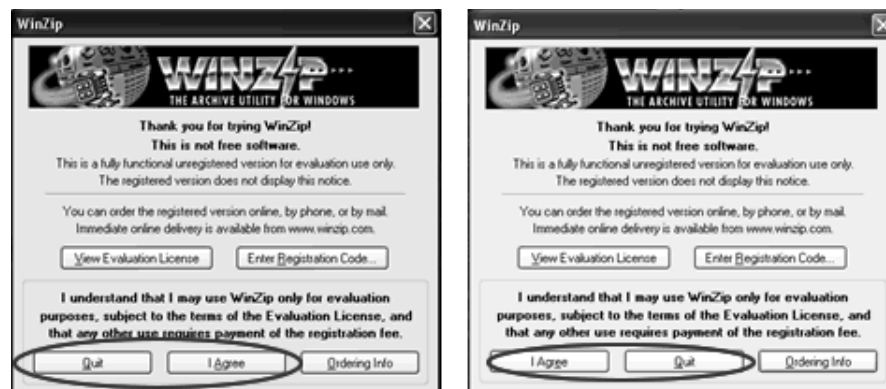 WinZip
WINZIP...
THE ARCHIVE UTILITY FOR WINDOWS
Thank you for trying WinZip!
This is not free software.
This is a fully functional unregistered version for evaluation use only.
The registered version does not display this notice.
You can order the registered version online, by phone, or by mail.
Immediate online delivery is available from www.winzip.com.
View Evaluation License Enter Registration Code...
I understand that I may use WinZip only for evaluation
purposes, subject to the terms of the Evaluation License, and
that any other use requires payment of the registration fee.
Quit I Agree Ordering Info
WinZip
WINZIP...
THE ARCHIVE UTILITY FOR WINDOWS
Thank you for trying WinZip!
This is not free software.
This is a fully functional unregistered version for evaluation use only.
The registered version does not display this notice.
You can order the registered version online, by phone, or by mail.
Immediate online delivery is available from www.winzip.com.
View Evaluation License Enter Registration Code...
I understand that I may use WinZip only for evaluation
purposes, subject to the terms of the Evaluation License, and
that any other use requires payment of the registration fee.
I Agree Quit Ordering Info